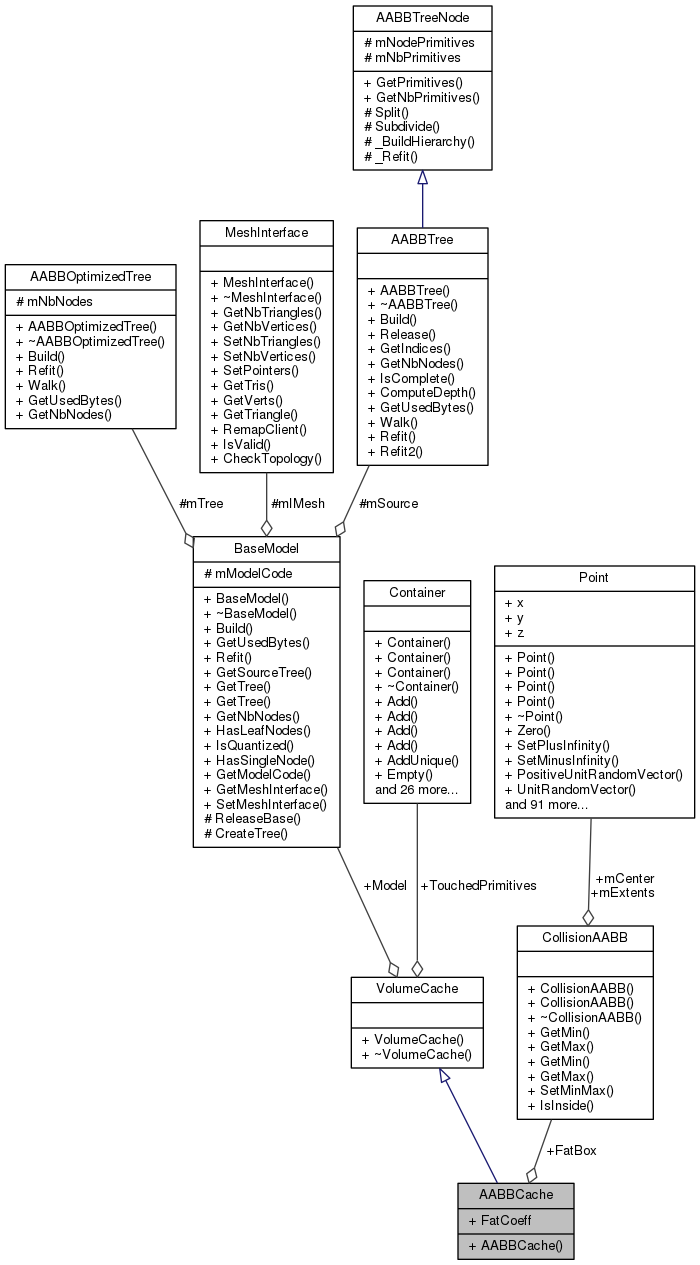 AABBTreeNode
# mNodePrimitives
# mNbPrimitives
+ GetPrimitives()
+ GetNbPrimitives()
# Split()
# Subdivide()
# _BuildHierarchy()
# _Refit()
MeshInterface
+ MeshInterface()
+ ~MeshInterface()
+ GetNbTriangles()
+ GetNbVertices()
+ SetNbTriangles()
+ SetNbVertices()
+ SetPointers()
+ GetTris()
+ GetVerts()
+ GetTriangle()
+ RemapClient()
+ IsValid()
+ CheckTopology()
AABBTree
+ AABBTree()
+ ~AABBTree()
+ Build()
+ Release()
+ GetIndices()
+ GetNbNodes()
+ IsComplete()
+ ComputeDepth()
+ GetUsedBytes()
+ Walk()
+ Refit()
+ Refit2()
AABBOptimizedTree
# mNbNodes
+ AABBOptimizedTree()
+ ~AABBOptimizedTree()
+ Build()
+ Refit()
+ Walk()
+ GetUsedBytes()
+ GetNbNodes()
#mTree
#mIMesh
#mSource
BaseModel
# mModelCode
+ BaseModel()
+ ~BaseModel()
+ Build()
+ GetUsedBytes()
+ Refit()
+ GetSourceTree()
+ GetTree()
+ GetTree()
+ GetNbNodes()
+ HasLeafNodes()
+ IsQuantized()
+ HasSingleNode()
+ GetModelCode()
+ GetMeshInterface()
+ SetMeshInterface()
# ReleaseBase()
# CreateTree()
Container
+ Container()
+ Container()
+ Container()
+ ~Container()
+ Add()
+ Add()
+ Add()
+ Add()
+ AddUnique()
+ Empty()
and 26 more...
Point
+ x
+ y
+ z
+ Point()
+ Point()
+ Point()
+ Point()
+ ~Point()
+ Zero()
+ SetPlusInfinity()
+ SetMinusInfinity()
+ PositiveUnitRandomVector()
+ UnitRandomVector()
and 91 more...
+Model
+TouchedPrimitives
+mCenter
+mExtents
CollisionAABB
+ CollisionAABB()
+ CollisionAABB()
+ ~CollisionAABB()
+ GetMin()
+ GetMax()
+ GetMin()
+ GetMax()
+ SetMinMax()
+ IsInside()
VolumeCache
+ VolumeCache()
+ ~VolumeCache()
+FatBox
AABBCache
+ FatCoeff
+ AABBCache()